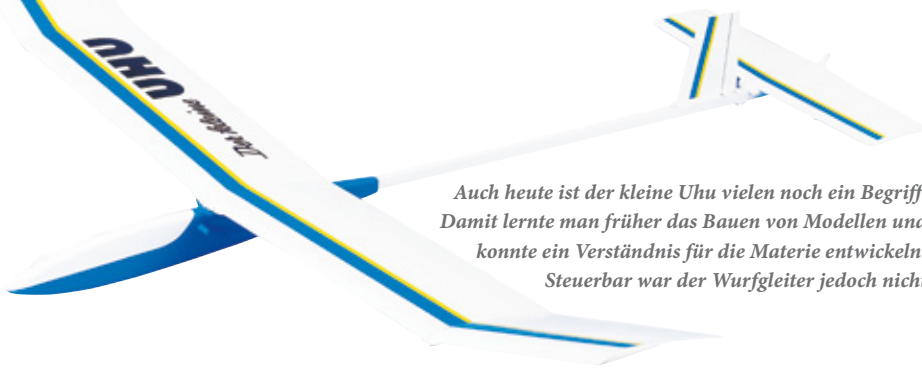 Der kleine UHU
Auch heute ist der kleine Uhu vielen noch ein Begriff
Damit lernte man früher das Bauen von Modellen und
konnte ein Verständnis für die Materie entwickeln
Steuerbar war der Wurfgleiter jedoch nicht